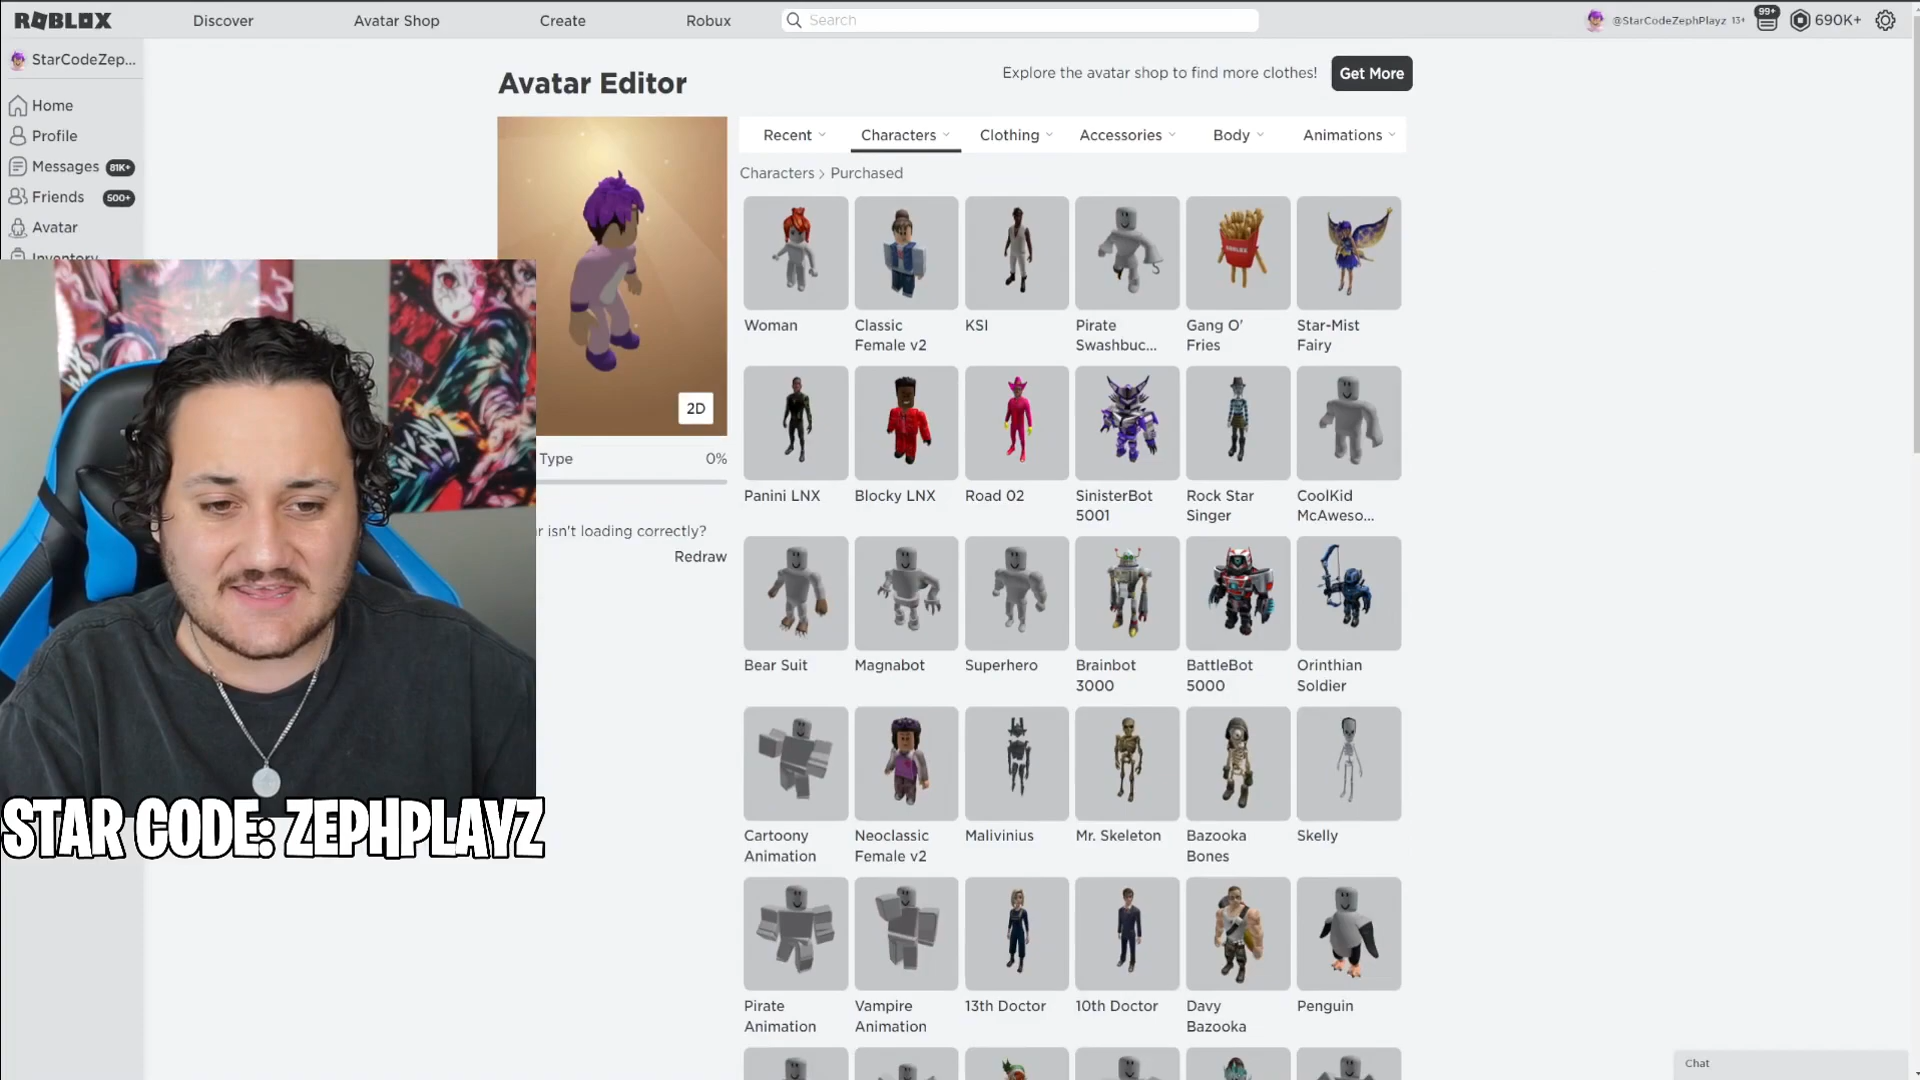 ROBLOX
Discover
Avatar Shop
Create
Robux
Search
@StarCodeZephPlayz 13+
99+
690K+
StarCodeZep...
Home
Profile
Messages 81K+
Friends 500+
Avatar
Inventory
Avatar Editor
Explore the avatar shop to find more clothes!
Get More
Recent
Characters
Clothing
Accessories
Body
Animations
Characters > Purchased
2D
Type 0%
isn't loading correctly?
Redraw
Woman
Classic
Female v2
KSI
Pirate
Swashbuc...
Gang O'
Fries
Star-Mist
Fairy
Panini LNX
Blocky LNX
Road 02
SinisterBot
5001
Rock Star
Singer
CoolKid
McAweso...
Bear Suit
Magnabot
Superhero
Brainbot
3000
BattleBot
5000
Orinthian
Soldier
Cartoony
Animation
Neoclassic
Female v2
Malivinius
Mr. Skeleton
Bazooka
Bones
Skelly
Pirate
Animation
Vampire
Animation
13th Doctor
10th Doctor
Davy
Bazooka
Penguin
STAR CODE: ZEPHPLAYZ
Chat